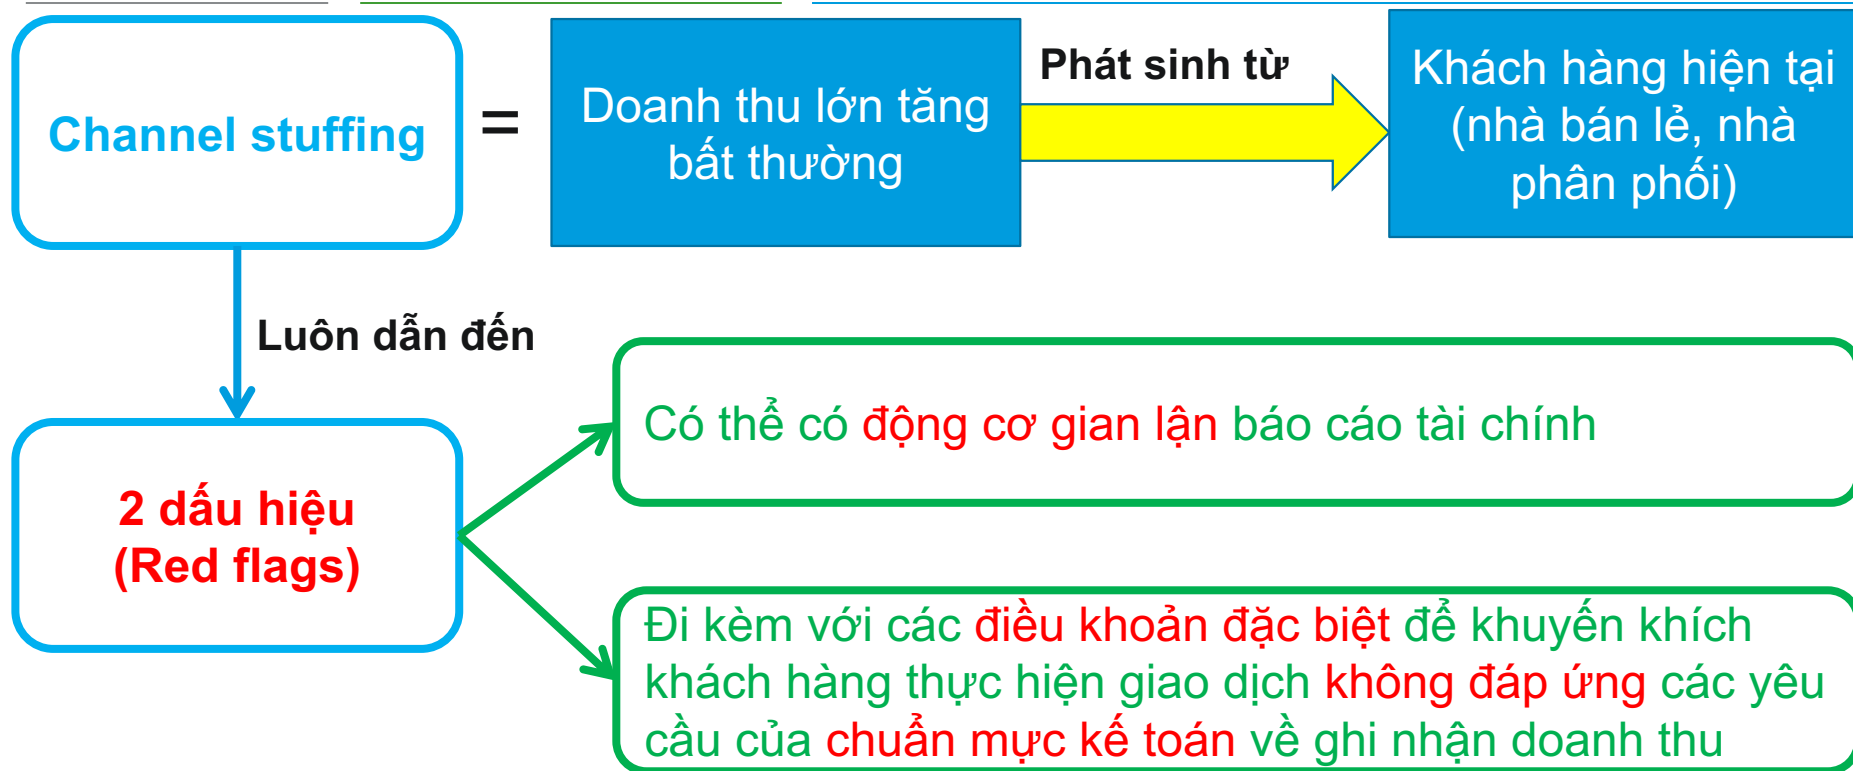 Channel stuffing
=
Doanh thu lớn tăng
bất thường
Phát sinh từ
Khách hàng hiện tại
(nhà bán lẻ, nhà
phân phối)
Luôn dẫn đến
2 dấu hiệu
(Red flags)
Có thể có động cơ gian lận báo cáo tài chính
Đi kèm với các điều khoản đặc biệt để khuyến khích
khách hàng thực hiện giao dịch không đáp ứng các yêu
cầu của chuẩn mực kế toán về ghi nhận doanh thu